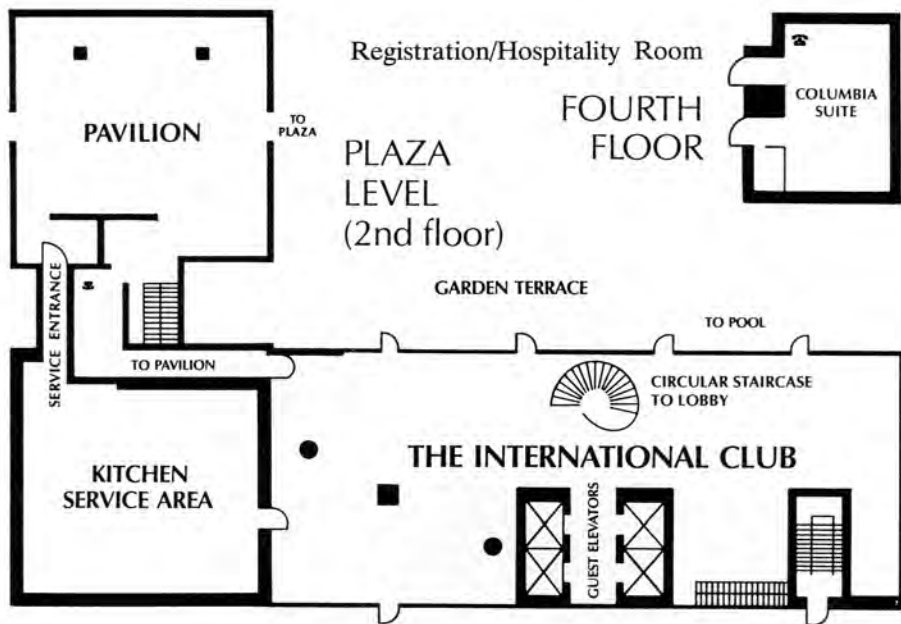 Registration/Hospitality Room
FOURTH
FLOOR
COLUMBIA
SUITE
PAVILION
TO
PLAZA
PLAZA
LEVEL
(2nd floor)
GARDEN TERRACE
TO POOL
SERVICE ENTRANCE
TO PAVILION
CIRCULAR STAIRCASE
TO LOBBY
THE INTERNATIONAL CLUB
KITCHEN
SERVICE AREA
GUEST ELEVATORS